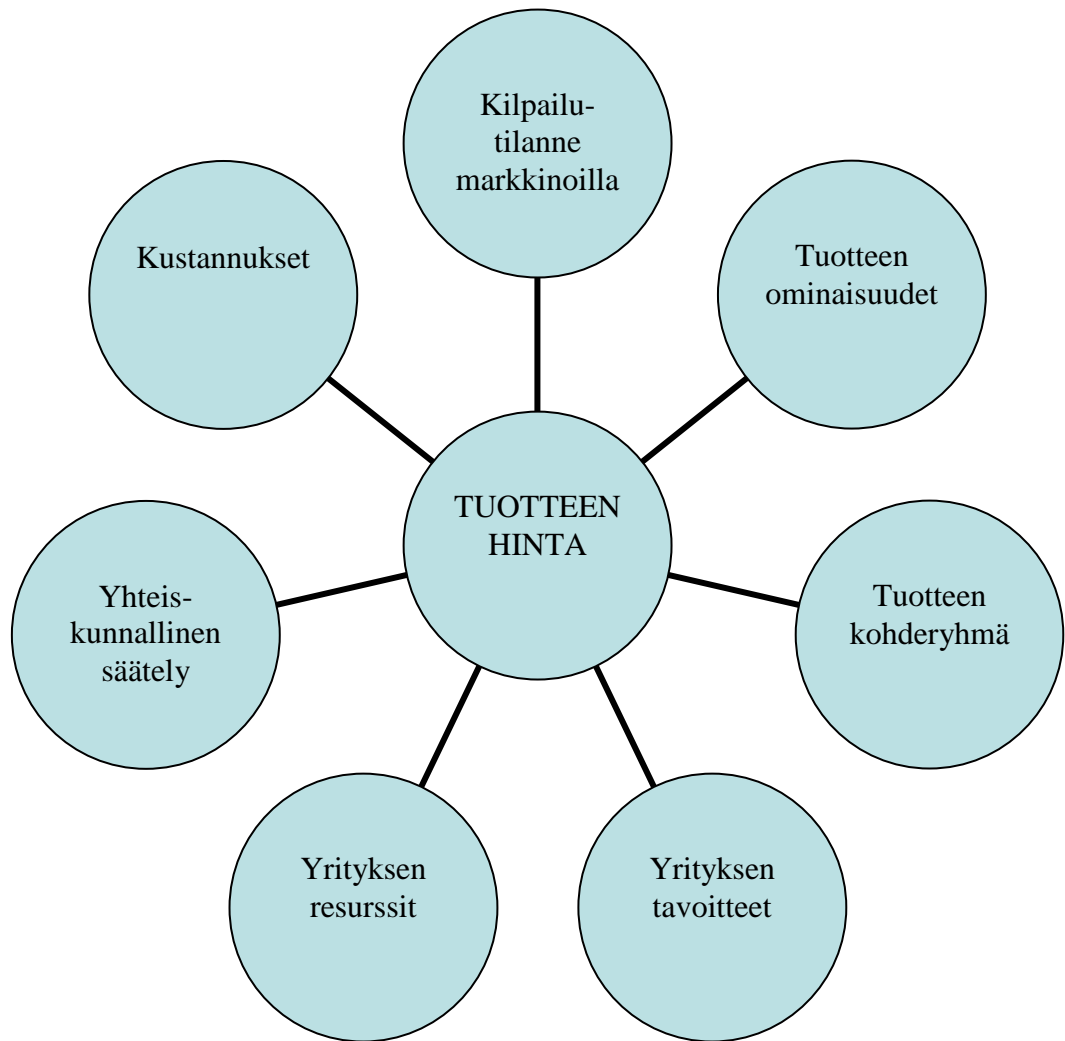 Kilpailu-
tilanne
markkinoilla
Kustannukset
Tuotteen
ominaisuudet
TUOTTEEN
HINTA
Yhteis-
kunnallinen
säätely
Tuotteen
kohderyhmä
Yrityksen
resurssit
Yrityksen
tavoitteet